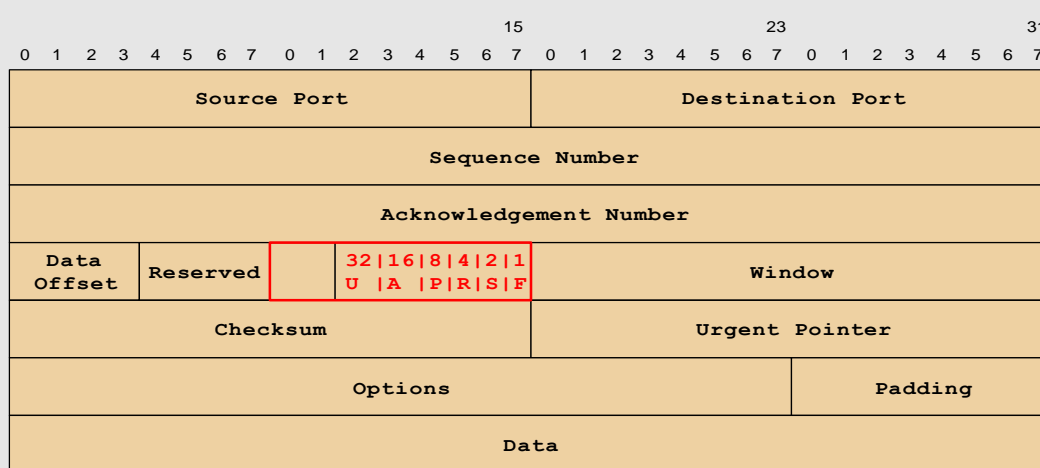 15 23 31
0 1 2 3 4 5 6 7 0 1 2 3 4 5 6 7 0 1 2 3 4 5 6 7 0 1 2 3 4 5 6 7
Source Port Destination Port
Sequence Number
Acknowledgement Number
Data Offset Reserved 32|16|8|4|2|1 Window
U |A |P|R|S|F
Checksum Urgent Pointer
Options Padding
Data